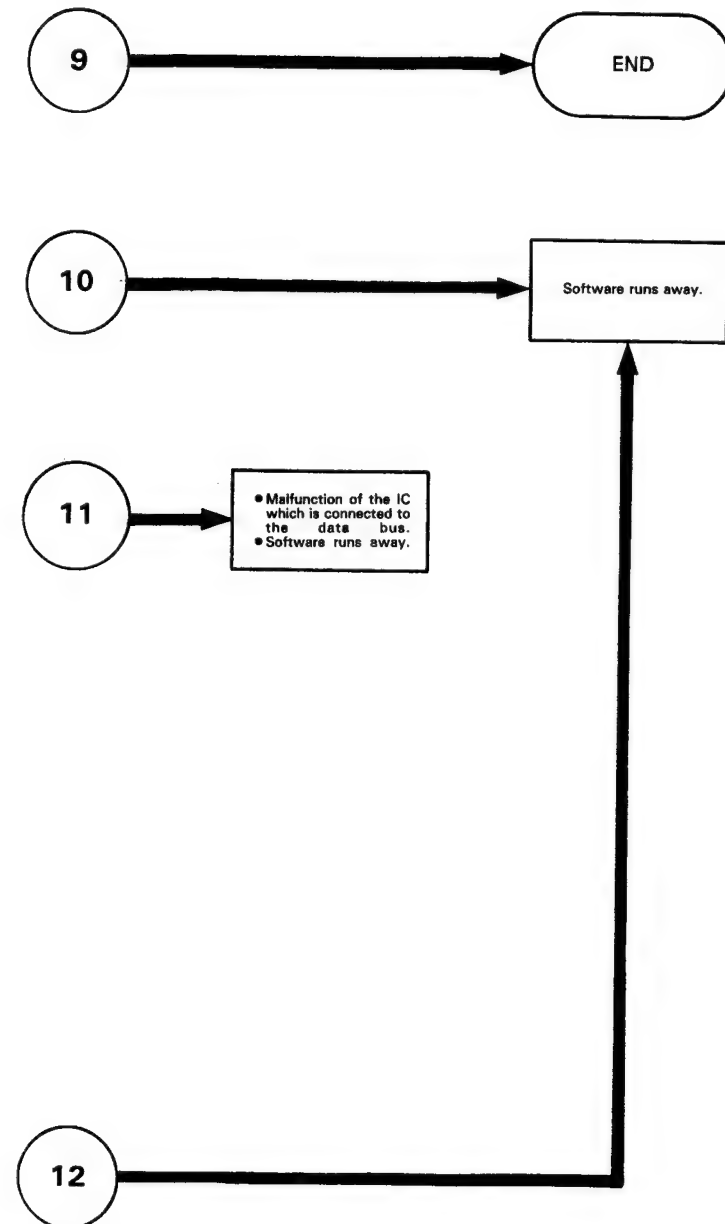 9
END
10
Software runs away.
11
● Malfunction of the IC
which is connected to
the data bus.
● Software runs away.
12